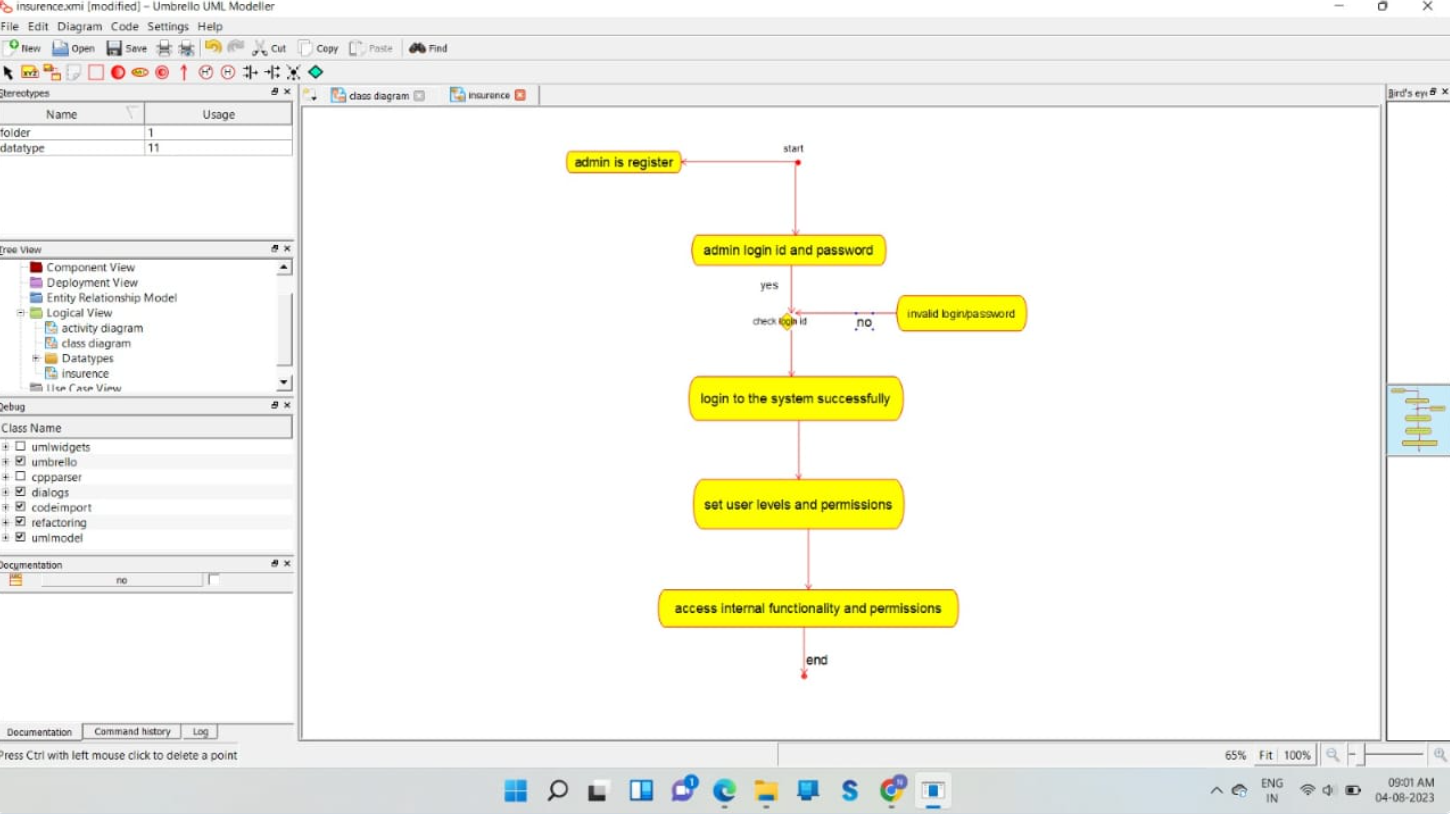 insurence.xmi [modified] – Umbrello UML Modeller
File Edit Diagram Code Settings Help
New Open Save Cut Copy Paste Find
Stereotypes
Name Usage
folder 1
datatype 11
Tree View
Component View
Deployment View
Entity Relationship Model
Logical View
activity diagram
class diagram
Datatypes
insurence
Use Case View
Debug
Class Name
umlwidgets
umbrello
cppparser
dialogs
codeimport
refactoring
umlmodel
Documentation
no
Documentation Command history Log
Press Ctrl with left mouse click to delete a point
class diagram insurence
start
admin is register
admin login id and password
yes
check login id
no
invalid login/password
login to the system successfully
set user levels and permissions
access internal functionality and permissions
end
Bird's ey
65% Fit 100%
1
S
N
ENG
IN
09:01 AM
04-08-2023